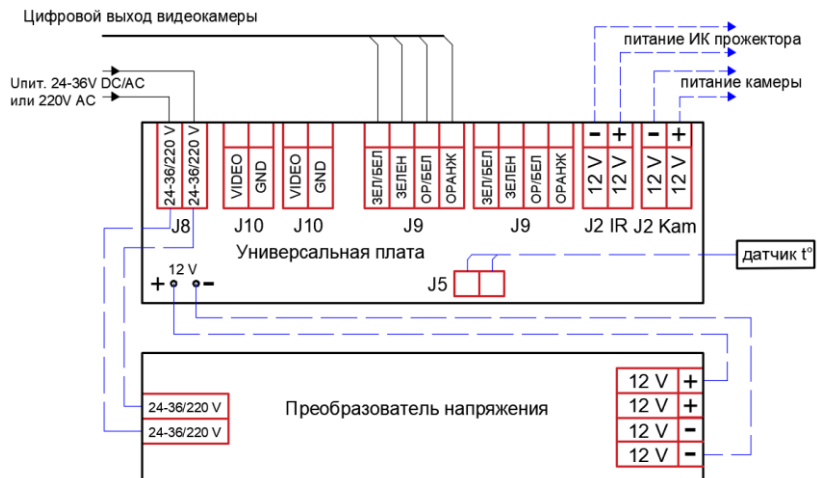 Цифровой выход видеокамеры
питание ИК прожектора
Uпит. 24-36V DC/AC
или 220V AC
питание камеры
24-36/220 V
24-36/220 V
VIDEO
GND
VIDEO
GND
ЗЕЛ/БЕЛ
ЗЕЛЕН
ОР/БЕЛ
ОРАНЖ
ЗЕЛ/БЕЛ
ЗЕЛЕН
ОР/БЕЛ
ОРАНЖ
12 V -
12 V +
12 V -
12 V +
J8
J10
J10
J9
J9
J2 IR
J2 Kam
Универсальная плата
датчик t°
+ 12 V -
J5
Преобразователь напряжения
24-36/220 V
24-36/220 V
12 V +
12 V +
12 V -
12 V -